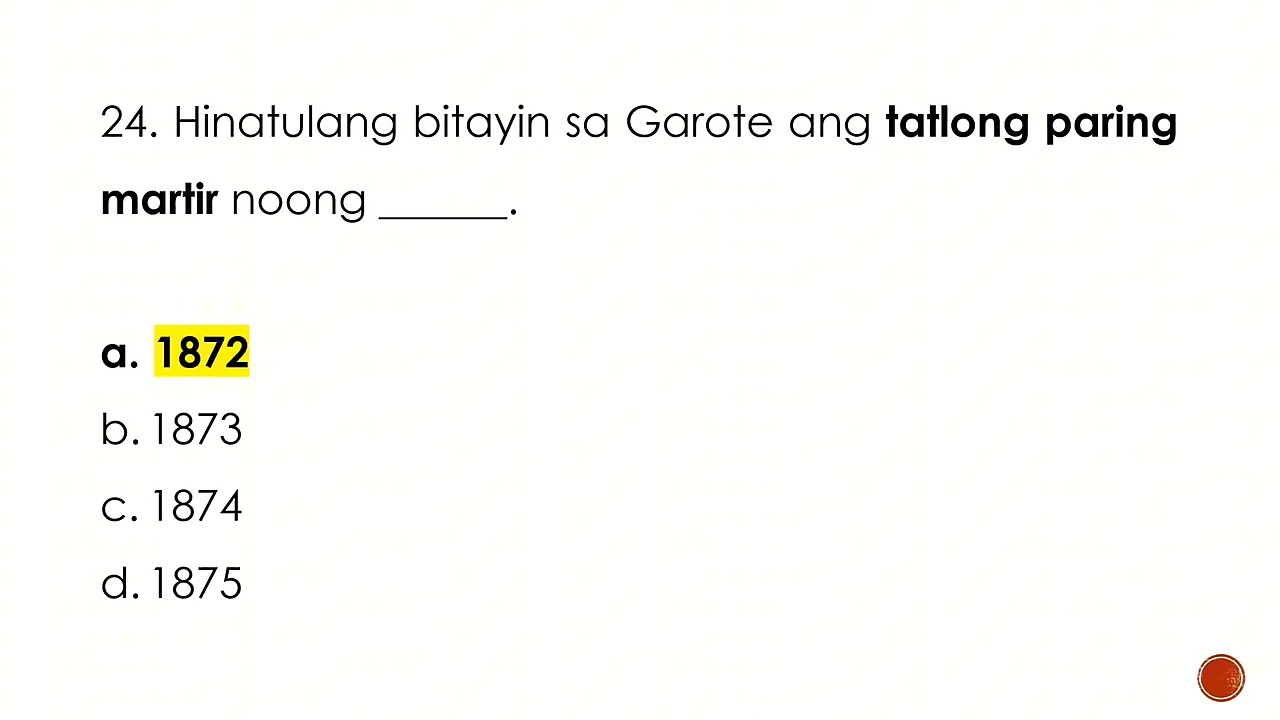 24. Hinatulang bitayin sa Garote ang tatlong paring
martir noong ______.
a. 1872
b. 1873
c. 1874
d. 1875